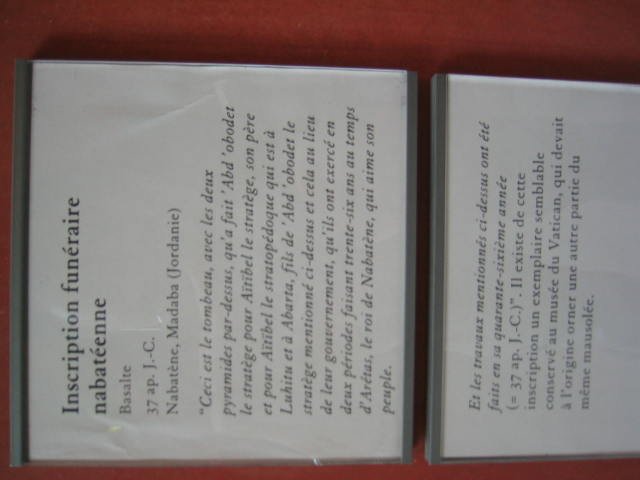 Inscription funéraire
nabatéenne
Basalte
37 ap. J.-C.
Nabatène, Madaba (Jordanie)
“Ceci est le tombeau, avec les deux
pyramides par-dessus, qu'a fait 'Abd 'obodet
le stratège pour Aïtïbel le stratège, son père
et pour Aïtïbel le stratopédoque qui est à
Luhitu et à Abarta, fils de 'Abd 'obodet le
stratège mentionné ci-dessus et cela au lieu
de leur gouvernement, qu'ils ont exercé en
deux périodes faisant trente-six ans au temps
d'Arétas, le roi de Nabatène, qui aime son
peuple.
Et les travaux mentionnés ci-dessus ont été
faits en sa quarante-sixième année
(= 37 ap. J.-C.)”. Il existe de cette
inscription un exemplaire semblable
conservé au musée du Vatican, qui devait
à l'origine orner une autre partie du
même mausolée.